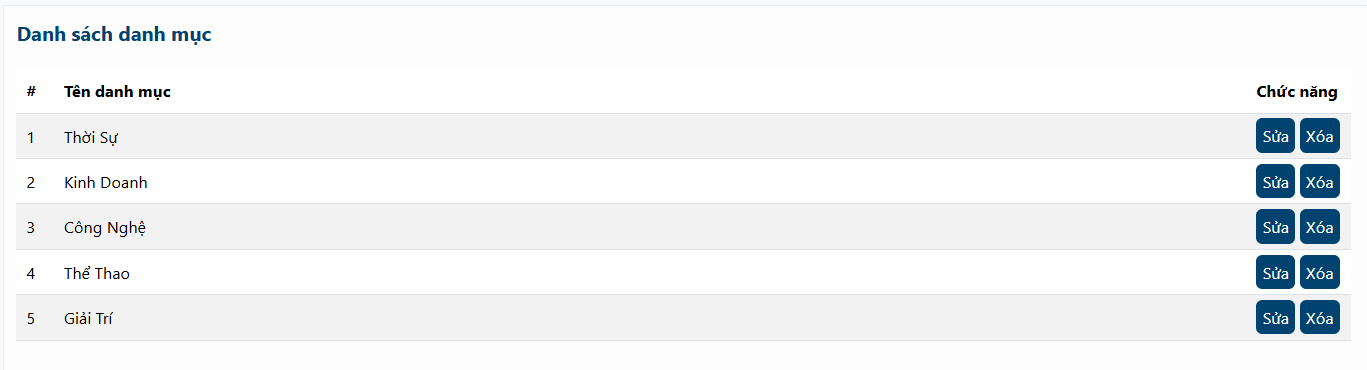 Danh sách danh mục
# Tên danh mục Chức năng
1 Thời Sự Sửa Xóa
2 Kinh Doanh Sửa Xóa
3 Công Nghệ Sửa Xóa
4 Thể Thao Sửa Xóa
5 Giải Trí Sửa Xóa